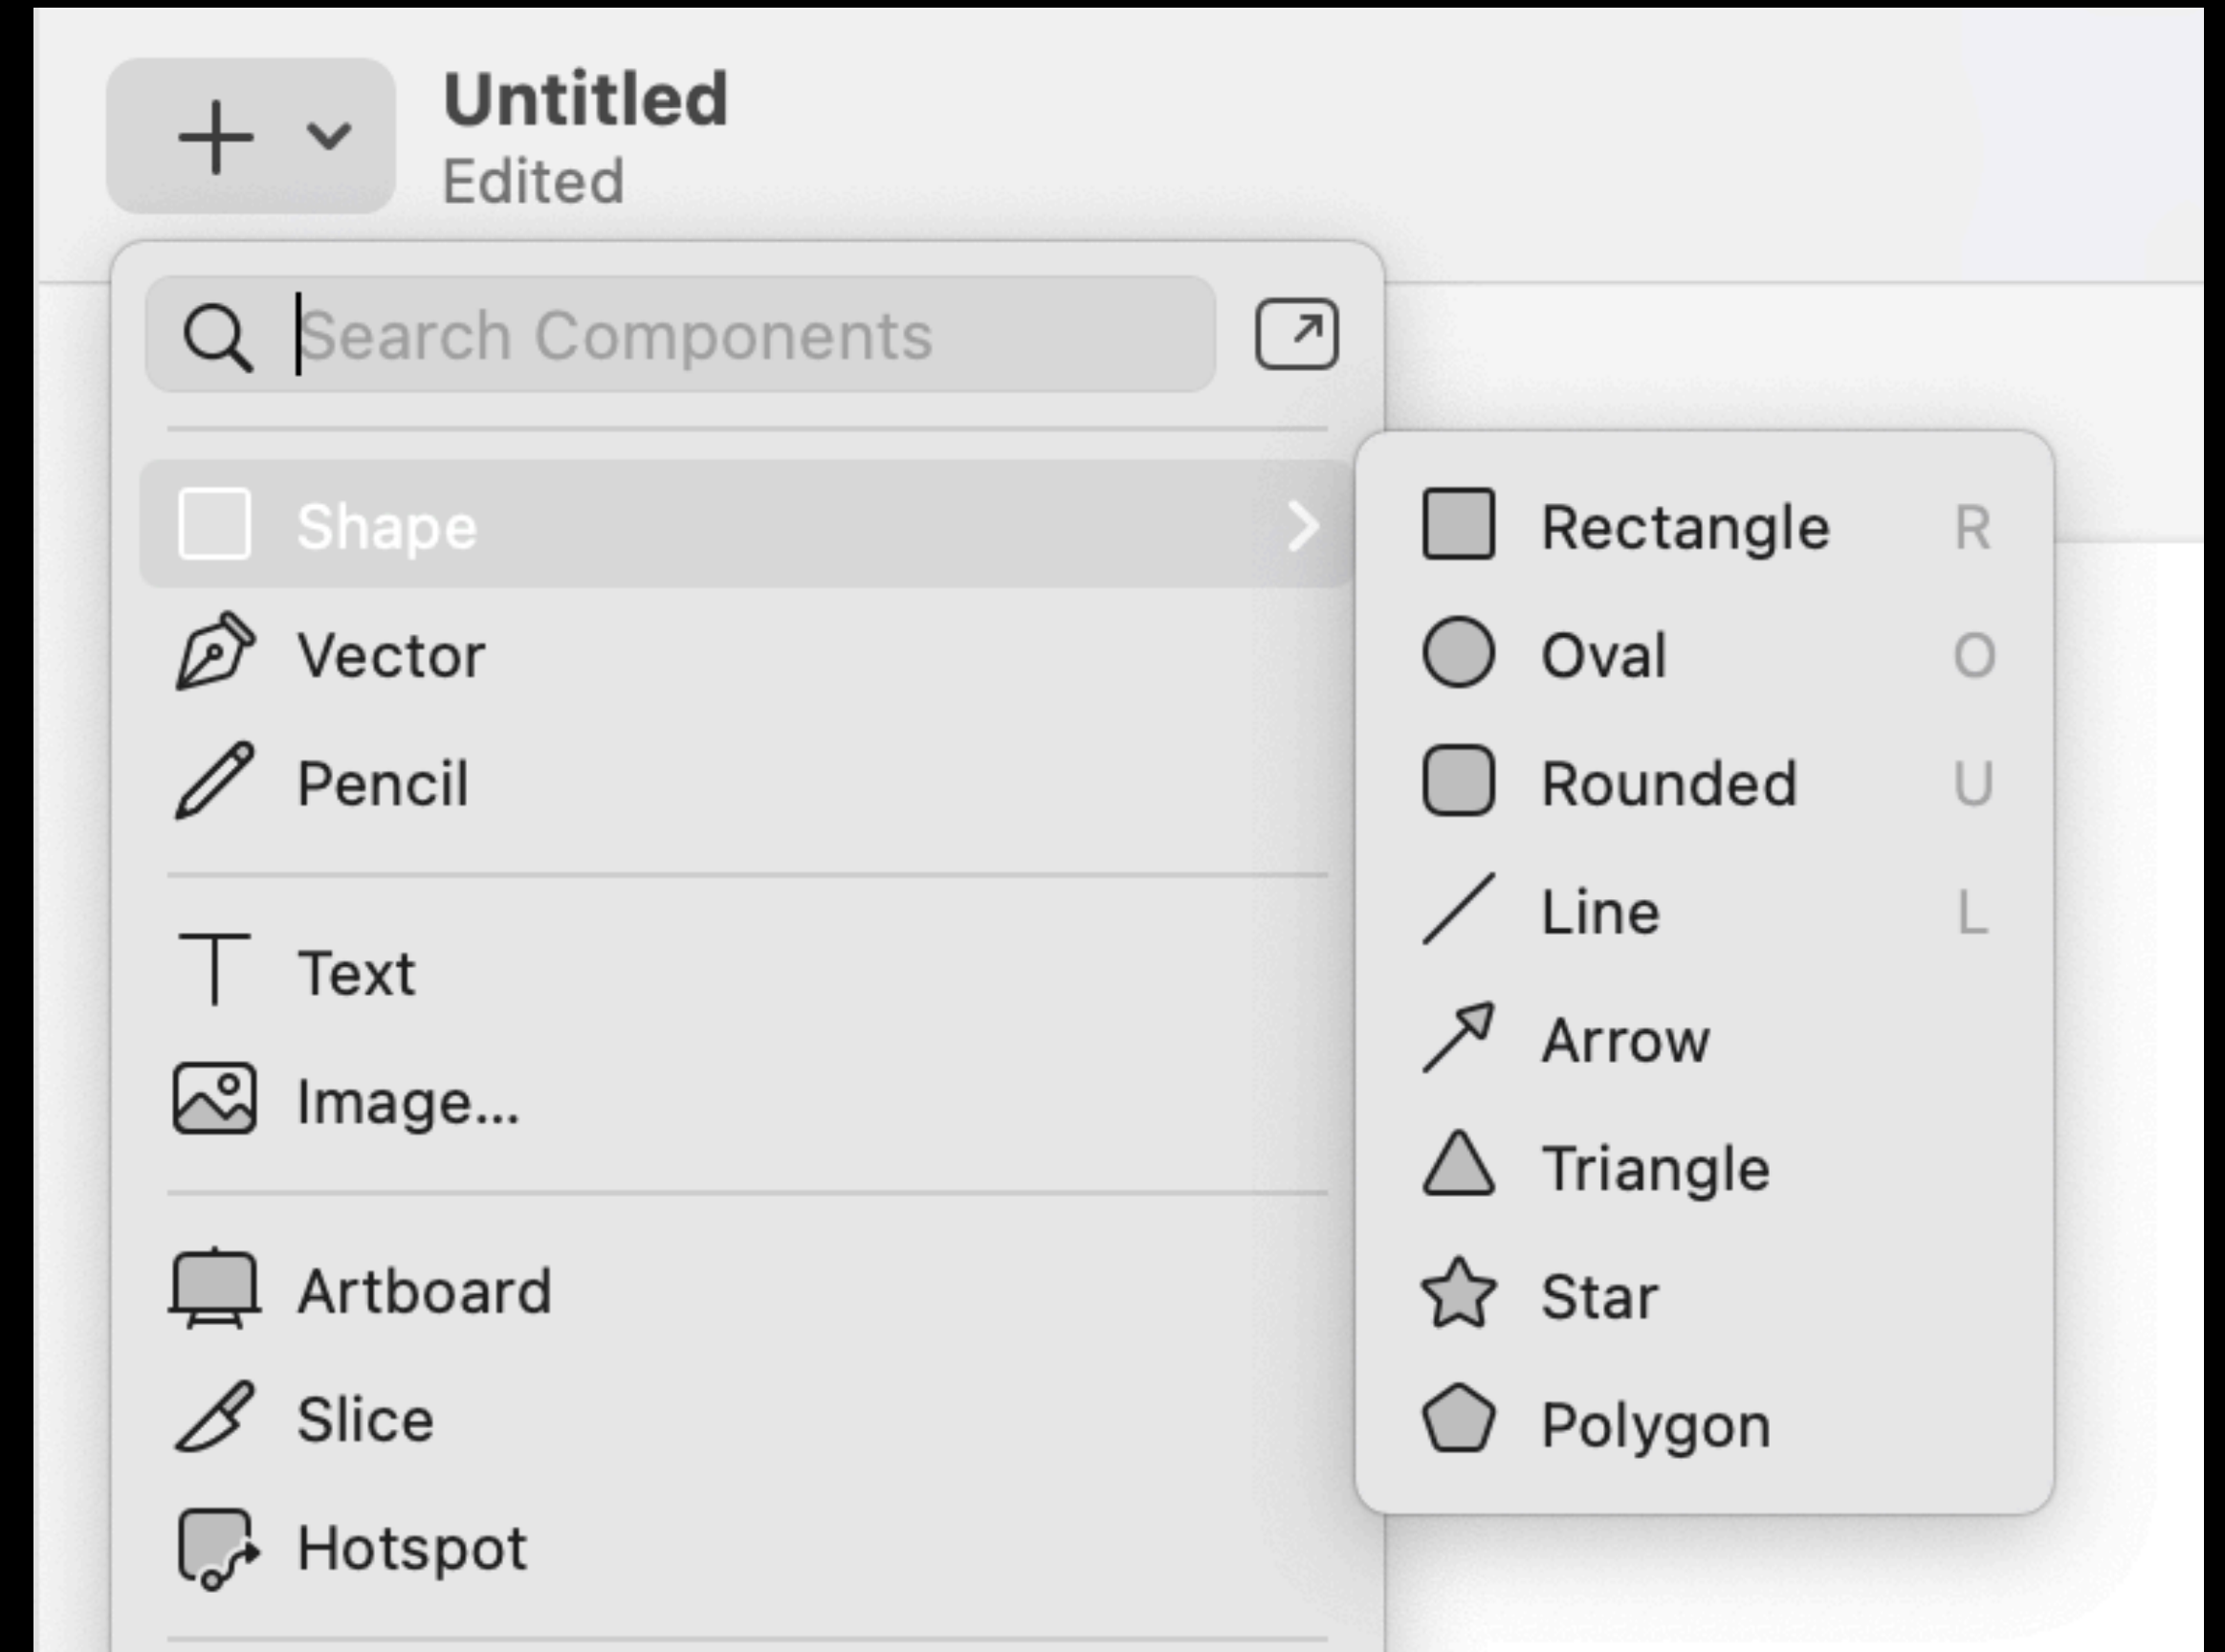 Untitled
Edited
Search Components
Shape
Vector
Pencil
Text
Image...
Artboard
Slice
Hotspot
Rectangle R
Oval O
Rounded U
Line L
Arrow
Triangle
Star
Polygon